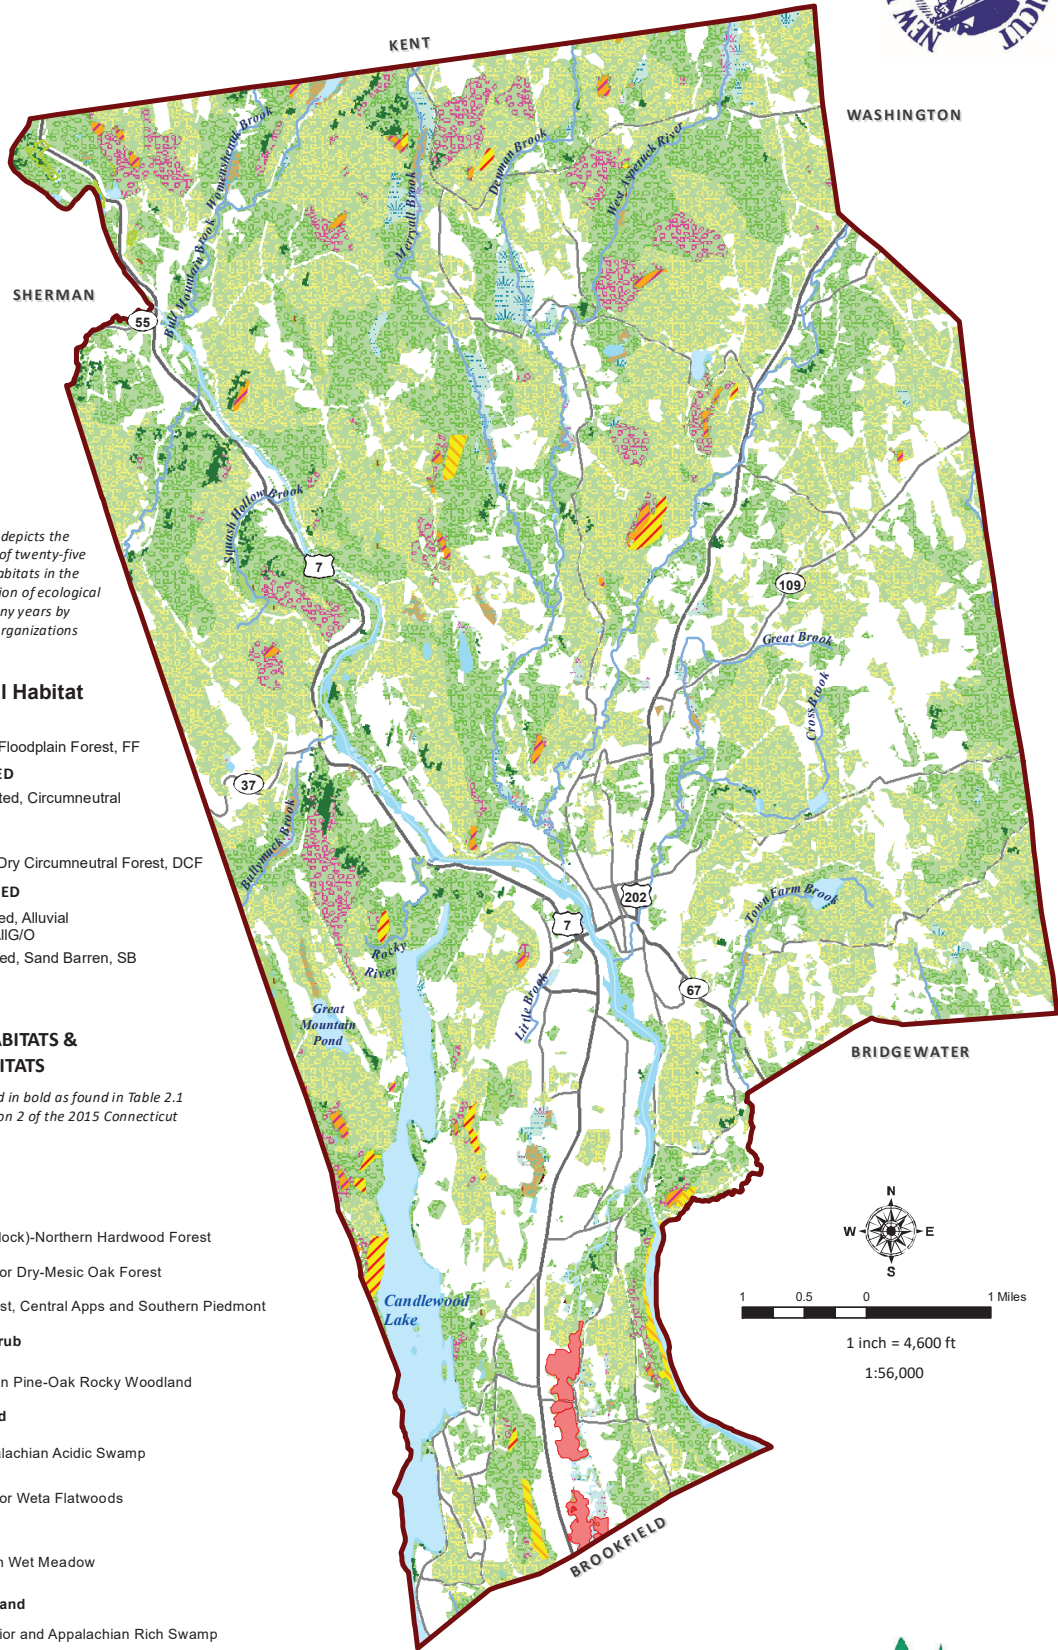 NEW
ICUT
KENT
WASHINGTON
Womenshenuk Brook
Denman Brook
West Aspetuck River
Merryall Brook
Bull Mountain Brook
SHERMAN
55
Squash Hollow Brook
depicts the
of twenty-five
abitats in the
ion of ecological
ny years by
rganizations
7
109
Great Brook
Cross Brook
l Habitat
Floodplain Forest, FF
ED
ted, Circumneutral
37
Bullymuck Brook
Dry Circumneutral Forest, DCF
ED
ed, Alluvial
AllG/O
ed, Sand Barren, SB
202
7
Town Farm Brook
Rocky
River
67
Little Brook
Great
Mountain
Pond
ABITATS &
ITATS
BRIDGEWATER
d in bold as found in Table 2.1
on 2 of the 2015 Connecticut
N
W E
S
lock)-Northern Hardwood Forest
or Dry-Mesic Oak Forest
st, Central Apps and Southern Piedmont
1 0.5 0 1 Miles
Candlewood
Lake
rub
1 inch = 4,600 ft
1:56,000
n Pine-Oak Rocky Woodland
d
alachian Acidic Swamp
or Weta Flatwoods
BROOKFIELD
n Wet Meadow
and
ior and Appalachian Rich Swamp